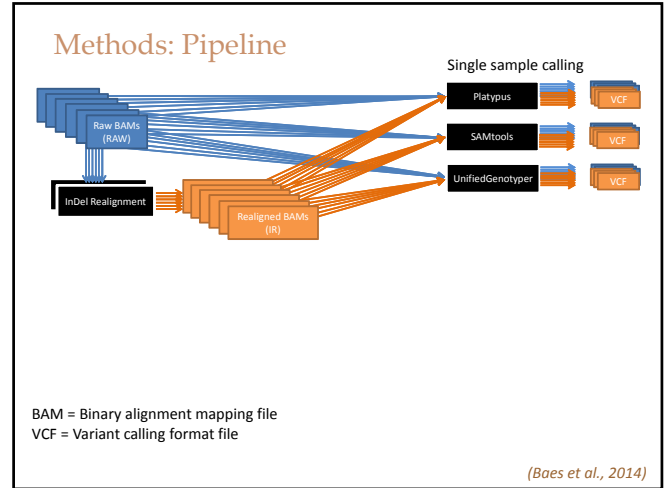 Methods: Pipeline
Single sample calling
Raw BAMs
(RAW)
Platypus
VCF
SAMtools
VCF
UnifiedGenotyper
VCF
InDel Realignment
Realigned BAMs
(IR)
BAM = Binary alignment mapping file
VCF = Variant calling format file
(Baes et al., 2014)